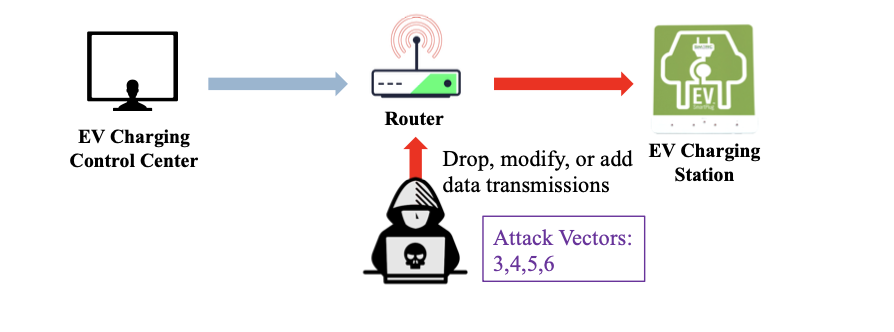 EV Charging
Control Center
Router
Drop, modify, or add
data transmissions
Attack Vectors:
3,4,5,6
EV
EV Charging
Station